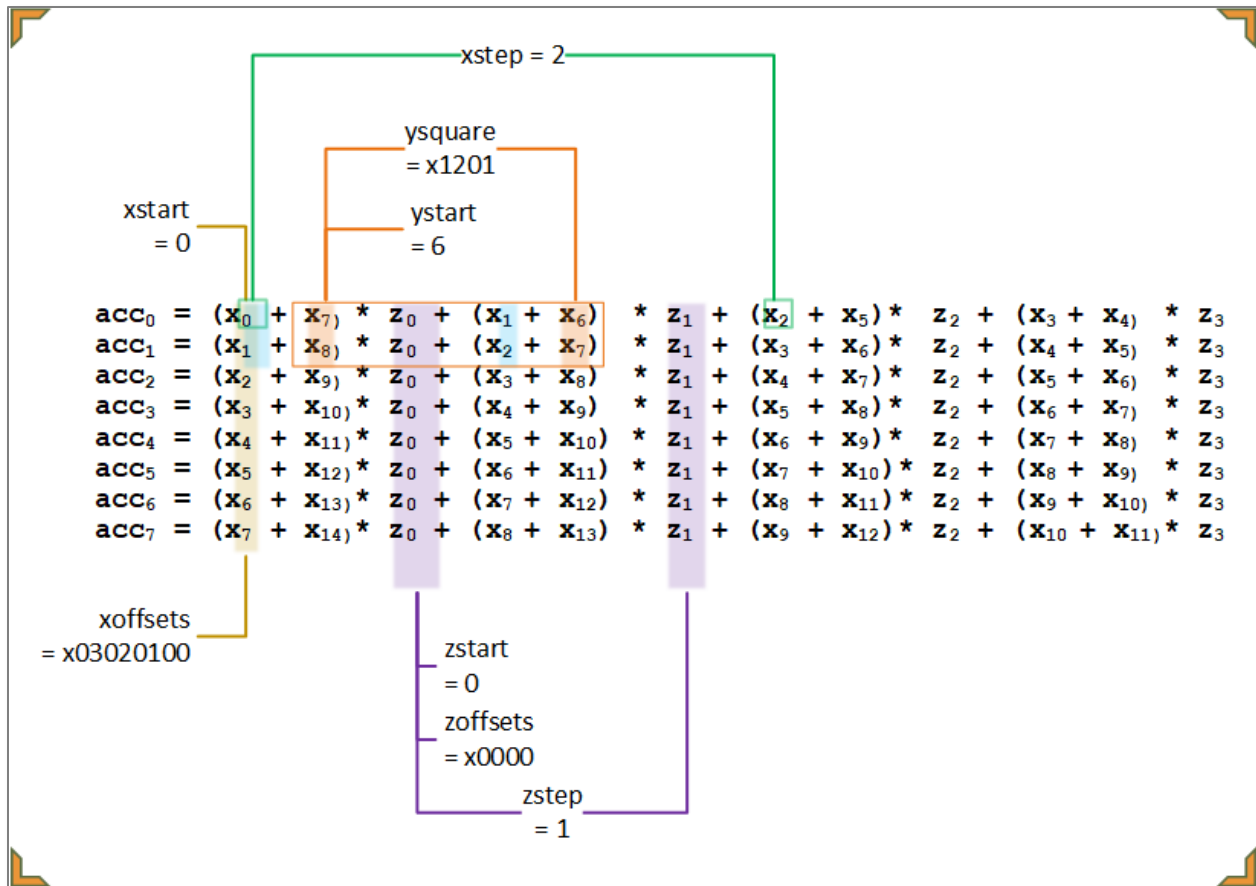 xstep = 2
ysquare
= x1201
xstart
= 0
ystart
= 6
acc₀ = (x₀ + x₇₎ * z₀ + (x₁ + x₆) * z₁ + (x₂ + x₅)* z₂ + (x₃ + x₄₎ * z₃
acc₁ = (x₁ + x₈₎ * z₀ + (x₂ + x₇) * z₁ + (x₃ + x₆)* z₂ + (x₄ + x₅₎ * z₃
acc₂ = (x₂ + x₉₎ * z₀ + (x₃ + x₈) * z₁ + (x₄ + x₇)* z₂ + (x₅ + x₆₎ * z₃
acc₃ = (x₃ + x₁₀₎* z₀ + (x₄ + x₉) * z₁ + (x₅ + x₈)* z₂ + (x₆ + x₇₎ * z₃
acc₄ = (x₄ + x₁₁₎* z₀ + (x₅ + x₁₀) * z₁ + (x₆ + x₉)* z₂ + (x₇ + x₈₎ * z₃
acc₅ = (x₅ + x₁₂₎* z₀ + (x₆ + x₁₁) * z₁ + (x₇ + x₁₀)* z₂ + (x₈ + x₉₎ * z₃
acc₆ = (x₆ + x₁₃₎* z₀ + (x₇ + x₁₂) * z₁ + (x₈ + x₁₁)* z₂ + (x₉ + x₁₀₎ * z₃
acc₇ = (x₇ + x₁₄₎* z₀ + (x₈ + x₁₃) * z₁ + (x₉ + x₁₂)* z₂ + (x₁₀ + x₁₁₎* z₃
xoffsets
= x03020100
zstart
= 0
zoffsets
= x0000
zstep
= 1